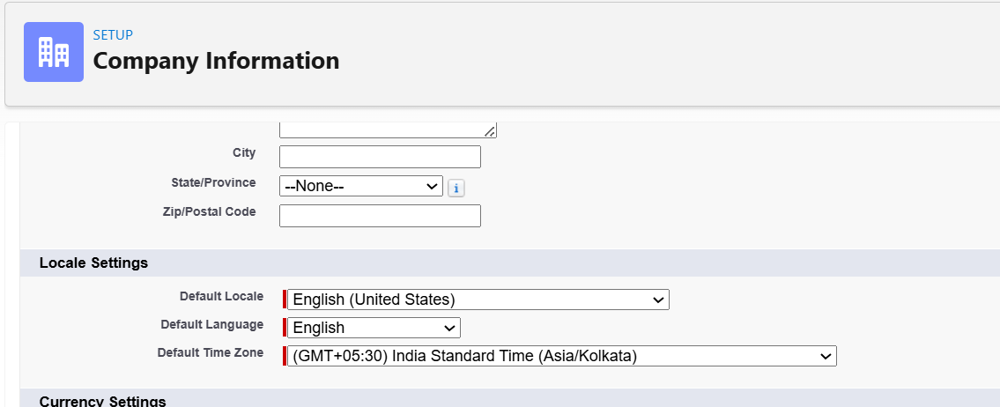 SETUP
Company Information
City
State/Province --None-- i
Zip/Postal Code
Locale Settings
Default Locale English (United States)
Default Language English
Default Time Zone (GMT+05:30) India Standard Time (Asia/Kolkata)
Currency Settings